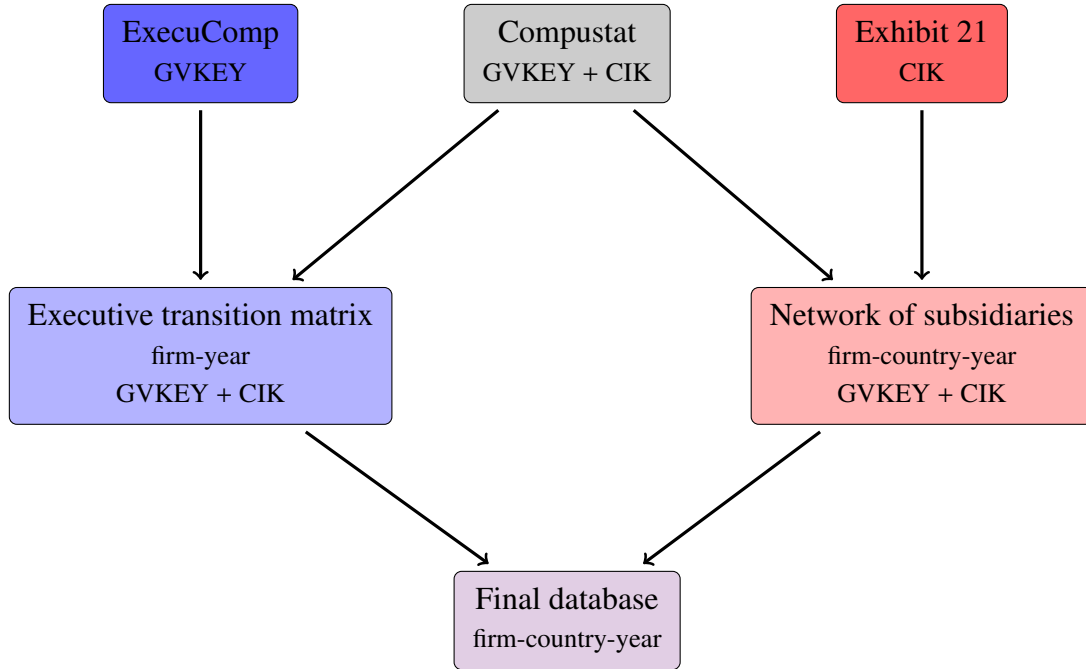 ExecuComp
GVKEY
Compustat
GVKEY + CIK
Exhibit 21
CIK
Executive transition matrix
firm-year
GVKEY + CIK
Network of subsidiaries
firm-country-year
GVKEY + CIK
Final database
firm-country-year